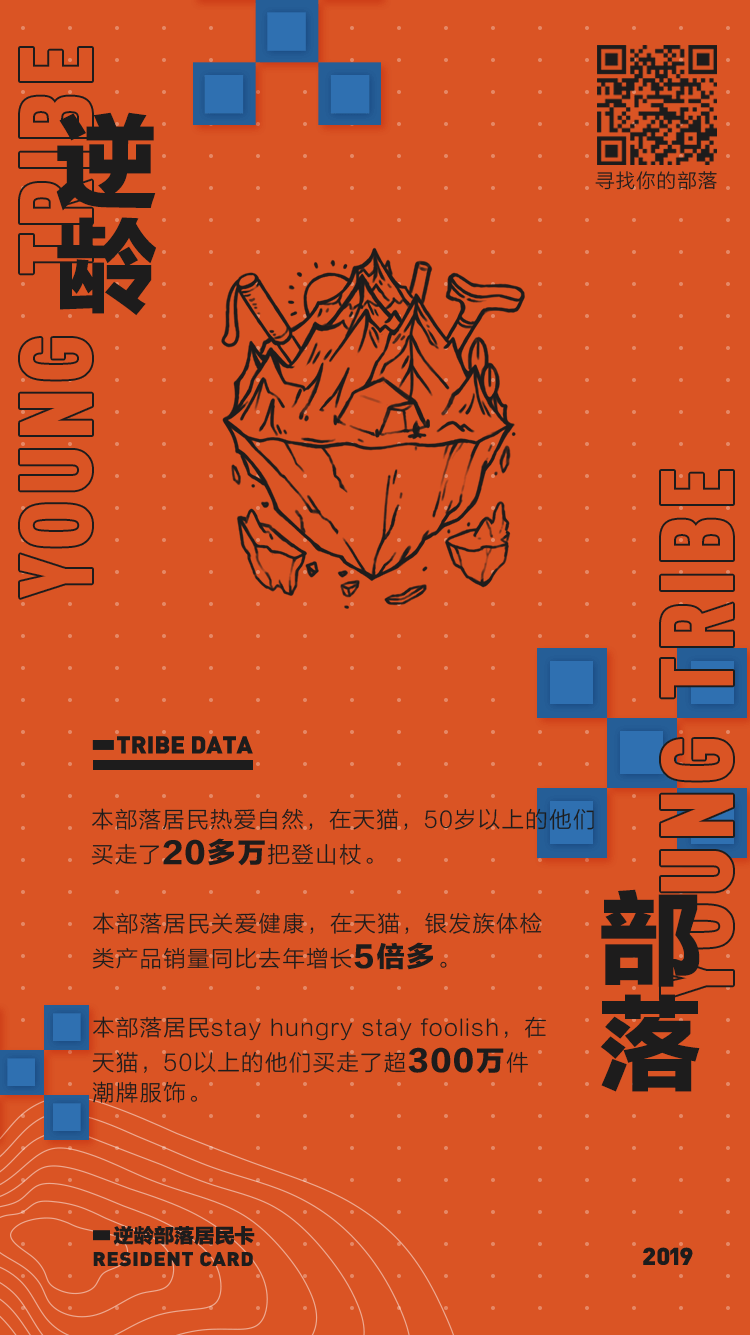 YOUNG TRIBE
逆龄
寻找你的部落
YOUNG TRIBE
部落
TRIBE DATA
本部落居民热爱自然，在天猫，50岁以上的他们
买走了20多万把登山杖。
本部落居民关爱健康，在天猫，银发族体检
类产品销量同比去年增长5倍多。
本部落居民stay hungry stay foolish，在
天猫，50以上的他们买走了超300万件
潮牌服饰。
逆龄部落居民卡
RESIDENT CARD
2019